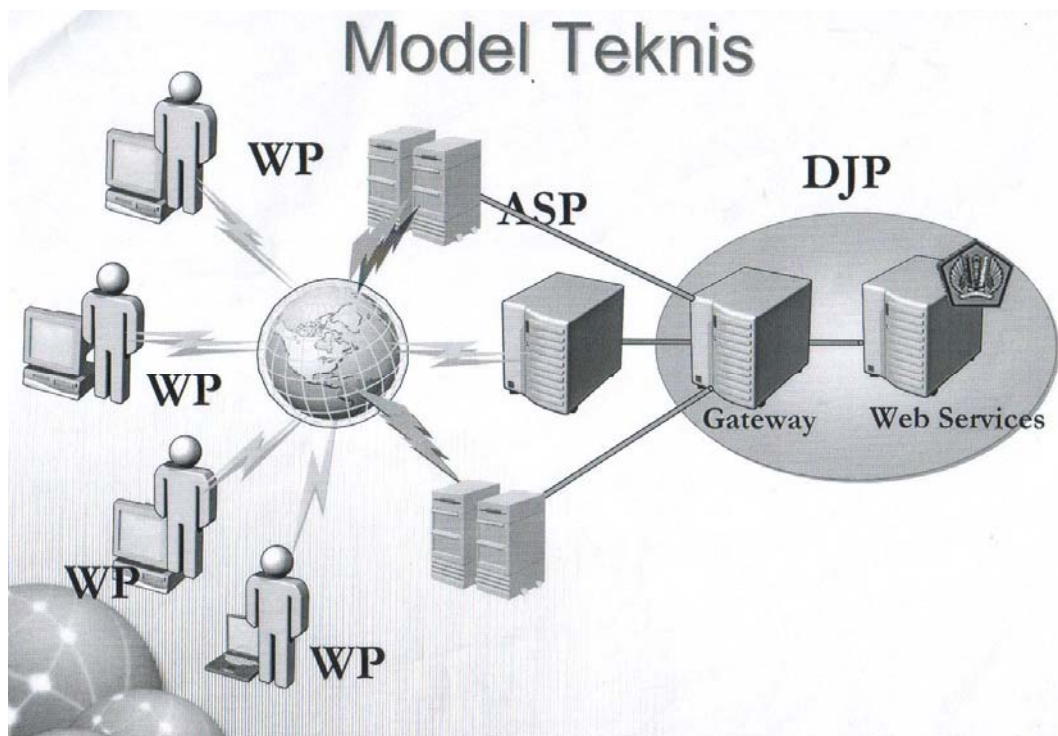 Model Teknis
WP
ASP
DJP
WP
Gateway
Web Services
WP
WP